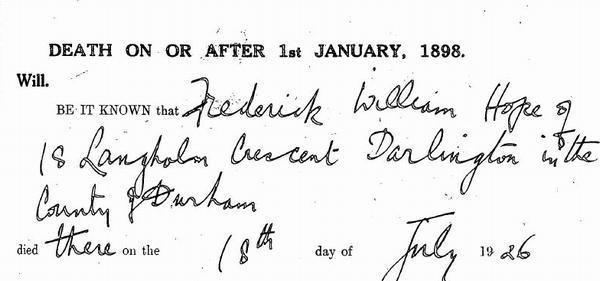 DEATH ON OR AFTER 1st JANUARY, 1898.
Will.
BE IT KNOWN that Frederick William Hope of
18 Langholm Crescent Darlington in the
County of Durham
died there on the 18th day of July 1926